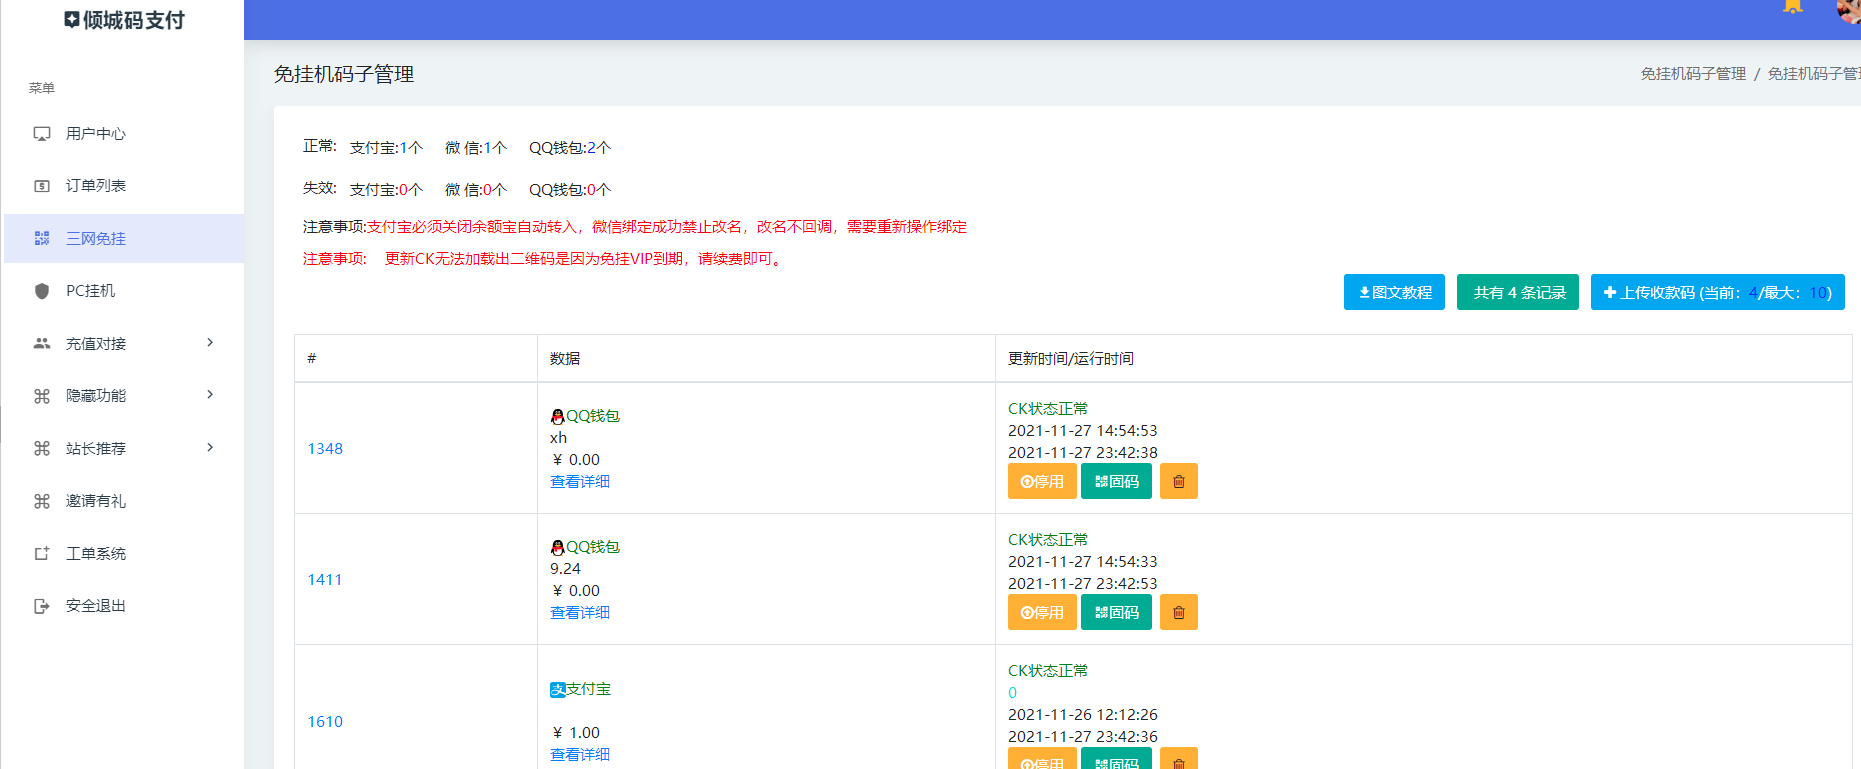 倾城码支付
菜单
用户中心
订单列表
三网免挂
PC挂机
充值对接
隐藏功能
站长推荐
邀请有礼
工单系统
安全退出
免挂机码子管理
免挂机码子管理 / 免挂机码子管
正常: 支付宝:1个 微 信:1个 QQ钱包:2个
失效: 支付宝:0个 微 信:0个 QQ钱包:0个
注意事项:支付宝必须关闭余额宝自动转入，微信绑定成功禁止改名，改名不回调，需要重新操作绑定
注意事项: 更新CK无法加载出二维码是因为免挂VIP到期，请续费即可。
图文教程 共有 4 条记录 上传收款码 (当前：4/最大：10)
# 数据 更新时间/运行时间
1348
QQ钱包
xh
￥ 0.00
查看详细
CK状态正常
2021-11-27 14:54:53
2021-11-27 23:42:38
停用 固码
1411
QQ钱包
9.24
￥ 0.00
查看详细
CK状态正常
2021-11-27 14:54:33
2021-11-27 23:42:53
停用 固码
1610
支付宝
￥ 1.00
查看详细
CK状态正常
0
2021-11-26 12:12:26
2021-11-27 23:42:36
停用 固码